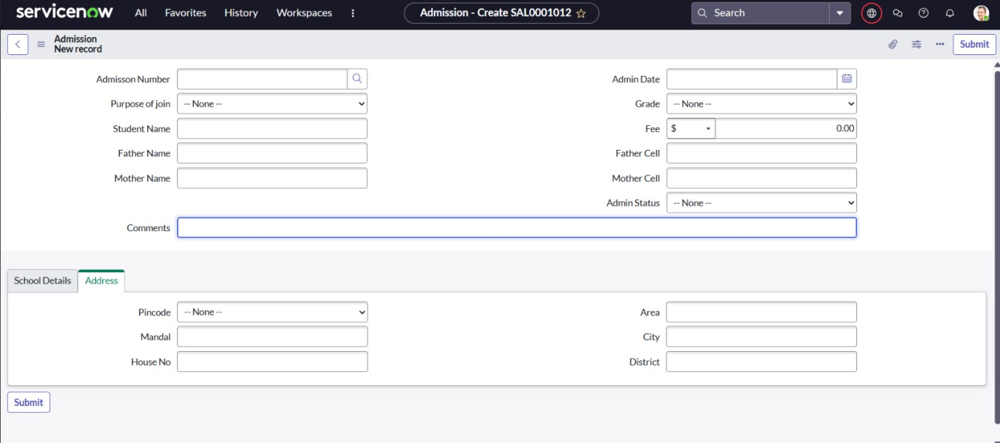 servicenow All Favorites History Workspaces Admission - Create SAL0001012 Search
Admission
New record
Submit
Admisson Number Admin Date
Purpose of join -- None -- Grade -- None --
Student Name Fee $ 0.00
Father Name Father Cell
Mother Name Mother Cell
Admin Status -- None --
Comments
School Details Address
Pincode -- None -- Area
Mandal City
House No District
Submit